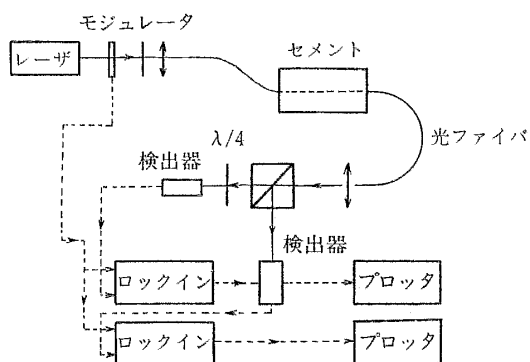 モジュレータ
レーザ
セメント
光ファイバ
λ/4
検出器
検出器
ロックイン
プロッタ
ロックイン
プロッタ